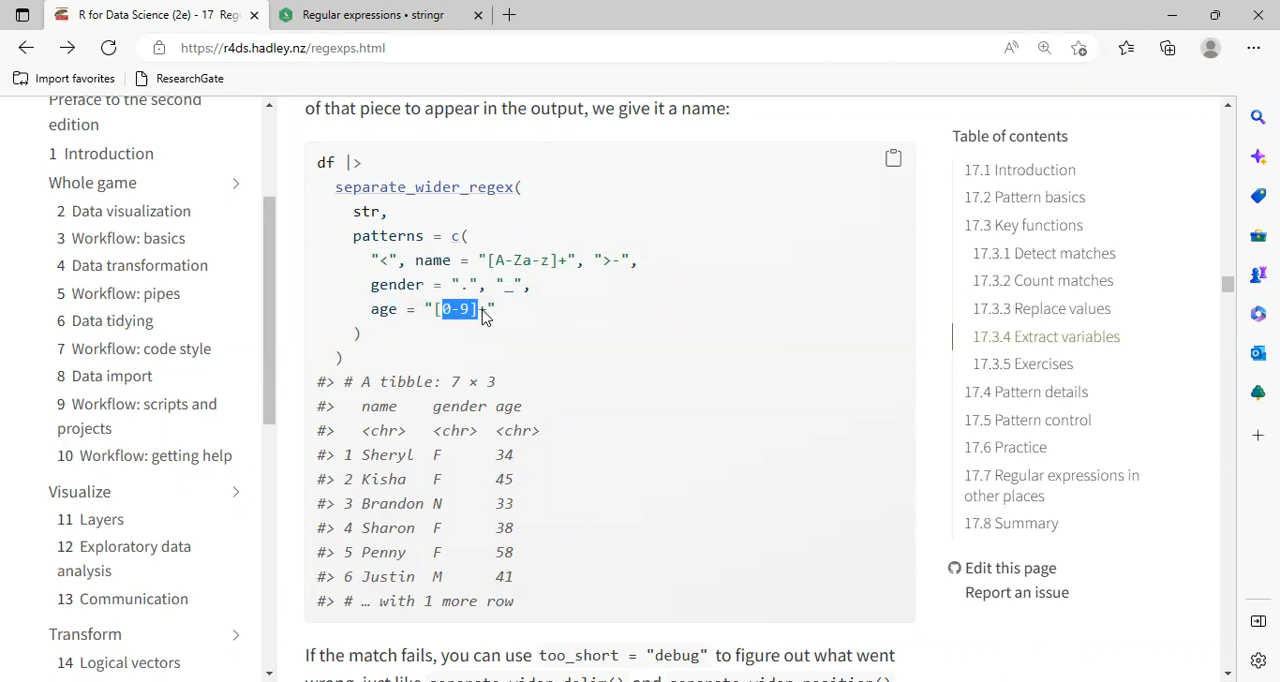 R for Data Science (2e) - 17 Reg
Regular expressions • stringr
https://r4ds.hadley.nz/regexps.html
Import favorites
ResearchGate
Preface to the second
edition
1 Introduction
Whole game
2 Data visualization
3 Workflow: basics
4 Data transformation
5 Workflow: pipes
6 Data tidying
7 Workflow: code style
8 Data import
9 Workflow: scripts and
projects
10 Workflow: getting help
Visualize
11 Layers
12 Exploratory data
analysis
13 Communication
Transform
14 Logical vectors
of that piece to appear in the output, we give it a name:
df |>
separate_wider_regex(
str,
patterns = c(
"<", name = "[A-Za-z]+", ">-",
gender = ".", "_",
age = "[0-9]+"
)
)
#> # A tibble: 7 × 3
#> name gender age
#> <chr> <chr> <chr>
#> 1 Sheryl F 34
#> 2 Kisha F 45
#> 3 Brandon N 33
#> 4 Sharon F 38
#> 5 Penny F 58
#> 6 Justin M 41
#> # … with 1 more row
If the match fails, you can use too_short = "debug" to figure out what went
wrong, just like separate_wider_delim() and separate_wider_position().
Table of contents
17.1 Introduction
17.2 Pattern basics
17.3 Key functions
17.3.1 Detect matches
17.3.2 Count matches
17.3.3 Replace values
17.3.4 Extract variables
17.3.5 Exercises
17.4 Pattern details
17.5 Pattern control
17.6 Practice
17.7 Regular expressions in
other places
17.8 Summary
Edit this page
Report an issue